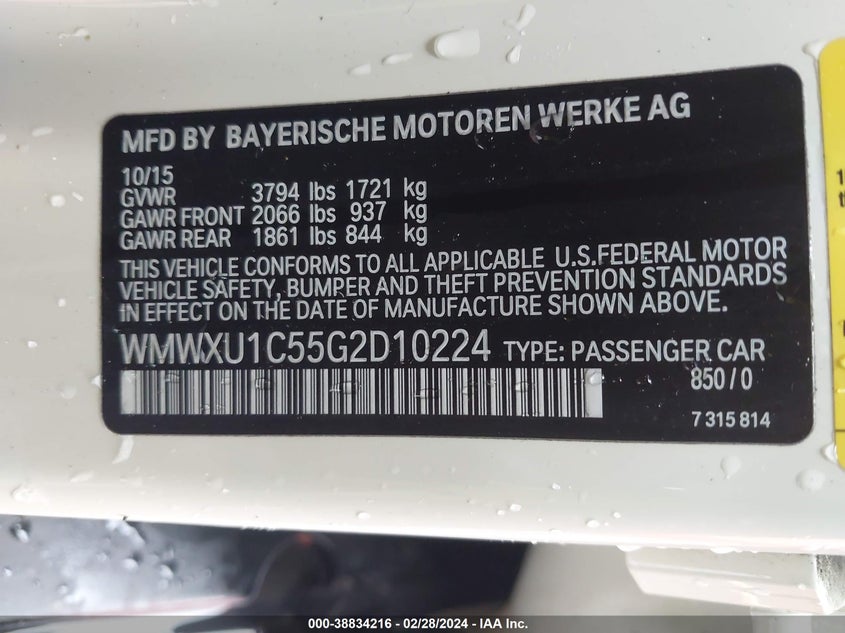 MFD BY BAYERISCHE MOTOREN WERKE AG
10/15
GVWR 3794 lbs 1721 kg
GAWR FRONT 2066 lbs 937 kg
GAWR REAR 1861 lbs 844 kg
THIS VEHICLE CONFORMS TO ALL APPLICABLE U.S.FEDERAL MOTOR
VEHICLE SAFETY, BUMPER AND THEFT PREVENTION STANDARDS
IN EFFECT ON THE DATE OF MANUFACTURE SHOWN ABOVE.
WMWXU1C55G2D10224 TYPE: PASSENGER CAR
850/0
7 315 814
000-38834216 - 02/28/2024 - IAAI.com